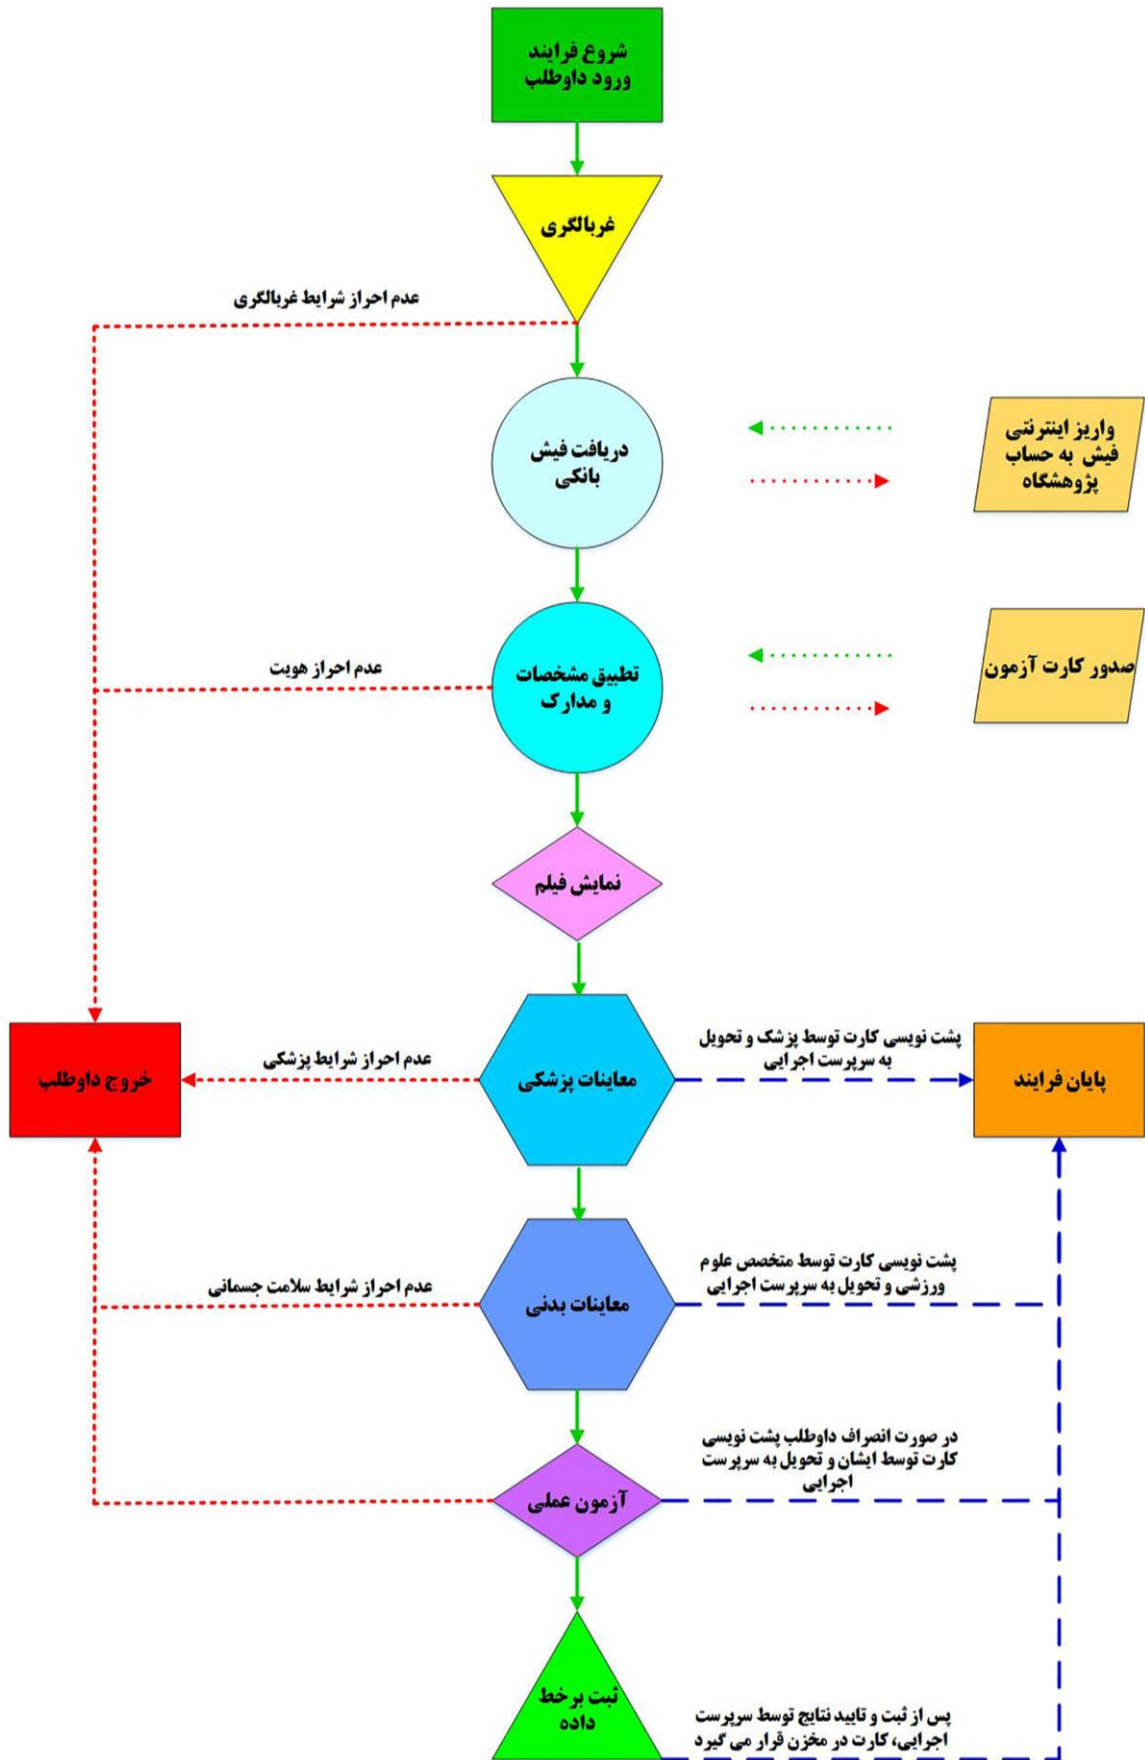 شروع فرایند
ورود داوطلب
غربالگری
عدم احراز شرایط غربالگری
دریافت فیش
بانکی
واریز اینترنتی
فیش به حساب
پژوهشگاه
تطبیق مشخصات
و مدارک
عدم احراز هویت
صدور کارت آزمون
نمایش فیلم
معاینات پزشکی
پشت نویسی کارت توسط پزشک و تحویل
به سرپرست اجرایی
پایان فرایند
عدم احراز شرایط پزشکی
خروج داوطلب
معاینات بدنی
پشت نویسی کارت توسط متخصص علوم
ورزشی و تحویل به سرپرست اجرایی
عدم احراز شرایط سلامت جسمانی
آزمون عملی
در صورت انصراف داوطلب پشت نویسی
کارت توسط ایشان و تحویل به سرپرست
اجرایی
ثبت برخط
داده
پس از ثبت و تایید نتایج توسط سرپرست
اجرایی، کارت در مخزن قرار می گیرد